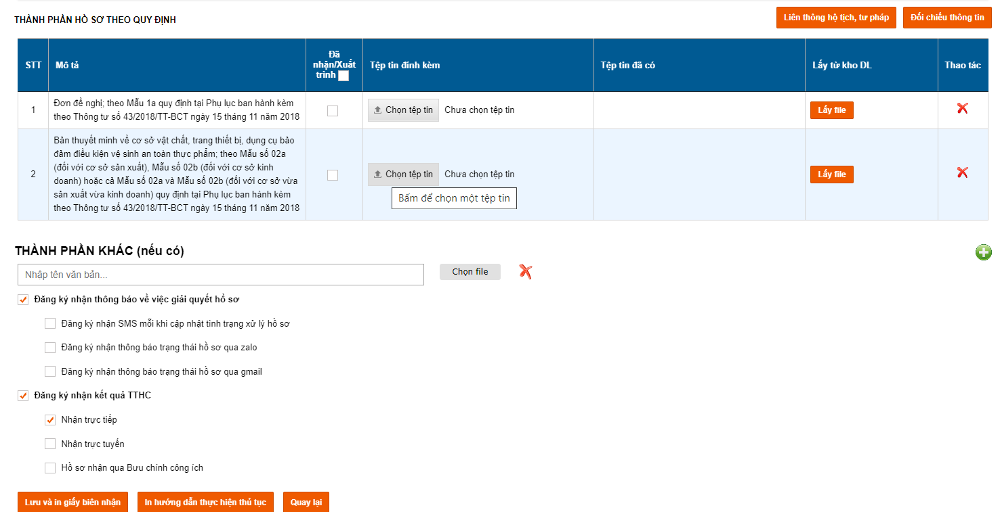 THÀNH PHẦN HỒ SƠ THEO QUY ĐỊNH
Liên thông hộ tịch, tư pháp
Đối chiếu thông tin
STT
Mô tả
Đã
nhận/Xuất
trình
Tệp tin đính kèm
Tệp tin đã có
Lấy từ kho DL
Thao tác
1
Đơn đề nghị; theo Mẫu 1a quy định tại Phụ lục ban hành kèm
theo Thông tư số 43/2018/TT-BCT ngày 15 tháng 11 năm 2018
Chọn tệp tin
Chưa chọn tệp tin
Lấy file
2
Bản thuyết minh về cơ sở vật chất, trang thiết bị, dụng cụ bảo
đảm điều kiện vệ sinh an toàn thực phẩm; theo Mẫu số 02a
(đối với cơ sở sản xuất), Mẫu số 02b (đối với cơ sở kinh
doanh) hoặc cả Mẫu số 02a và Mẫu số 02b (đối với cơ sở vừa
sản xuất vừa kinh doanh) quy định tại Phụ lục ban hành kèm
theo Thông tư số 43/2018/TT-BCT ngày 15 tháng 11 năm 2018
Chọn tệp tin
Chưa chọn tệp tin
Bấm để chọn một tệp tin
Lấy file
THÀNH PHẦN KHÁC (nếu có)
Nhập tên văn bản...
Chọn file
Đăng ký nhận thông báo về việc giải quyết hồ sơ
Đăng ký nhận SMS mỗi khi cập nhật tình trạng xử lý hồ sơ
Đăng ký nhận thông báo trạng thái hồ sơ qua zalo
Đăng ký nhận thông báo trạng thái hồ sơ qua gmail
Đăng ký nhận kết quả TTHC
Nhận trực tiếp
Nhận trực tuyến
Hồ sơ nhận qua Bưu chính công ích
Lưu và in giấy biên nhận
In hướng dẫn thực hiện thủ tục
Quay lại